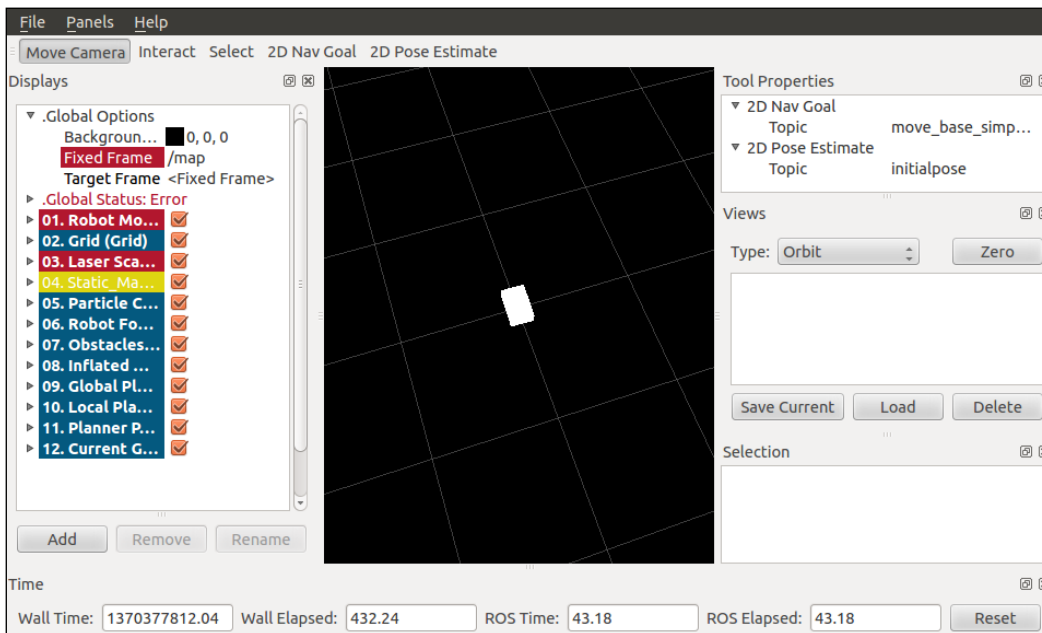 File Panels Help
Move Camera Interact Select 2D Nav Goal 2D Pose Estimate
Displays
.Global Options
Backgroun... 0, 0, 0
Fixed Frame /map
Target Frame <Fixed Frame>
.Global Status: Error
01. Robot Mo...
02. Grid (Grid)
03. Laser Sca...
04. Static_Ma...
05. Particle C...
06. Robot Fo...
07. Obstacles...
08. Inflated ...
09. Global Pl...
10. Local Pla...
11. Planner P...
12. Current G...
Add Remove Rename
Tool Properties
2D Nav Goal
Topic move_base_simp...
2D Pose Estimate
Topic initialpose
Views
Type: Orbit Zero
Save Current Load Delete
Selection
Time
Wall Time: 1370377812.04 Wall Elapsed: 432.24 ROS Time: 43.18 ROS Elapsed: 43.18 Reset